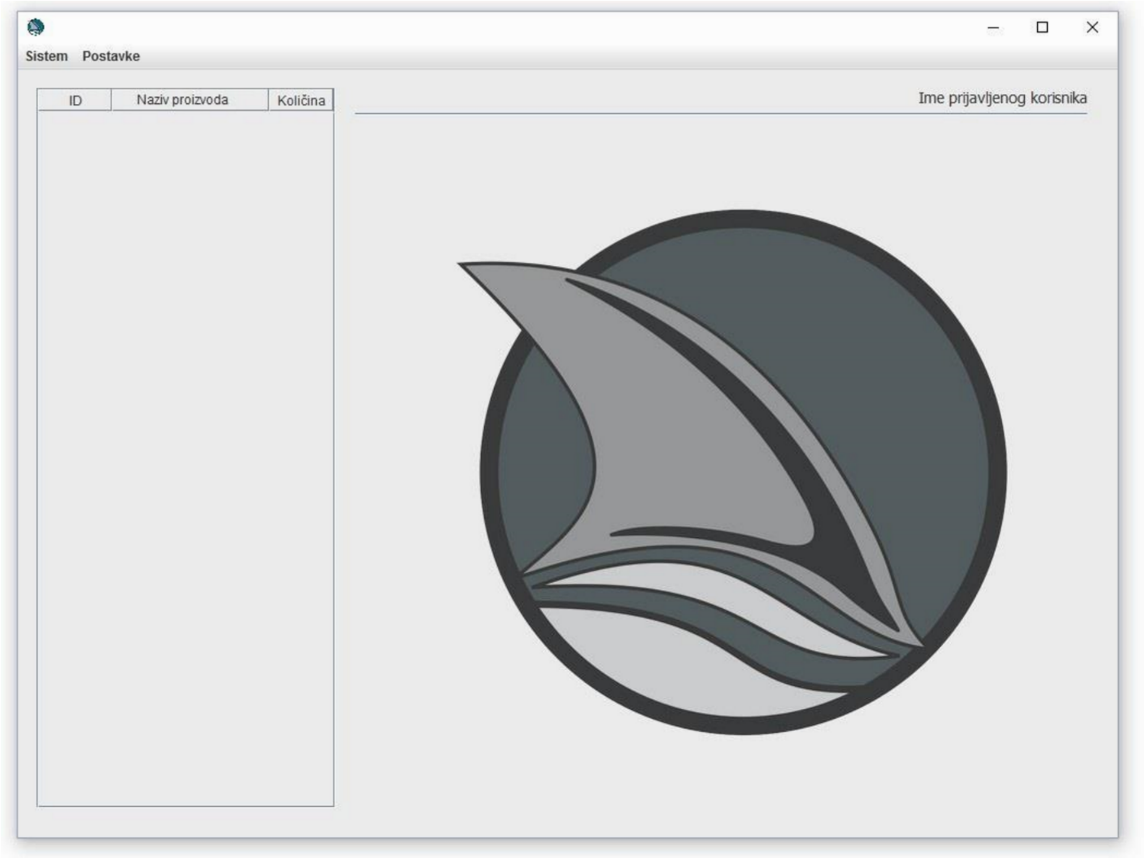 Sistem Postavke
ID Naziv proizvoda Količina
Ime prijavljenog korisnika